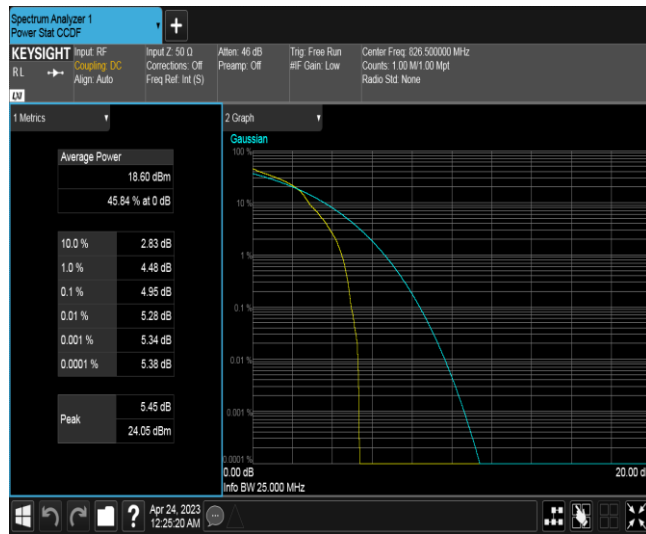 Spectrum Analyzer 1
Power Stat CCDF
KEYSIGHT
R L
LXI
Input: RF
Coupling: DC
Align: Auto
Input Z: 50 Ω
Corrections: Off
Freq Ref: Int (S)
Atten: 46 dB
Preamp: Off
Trig: Free Run
#IF Gain: Low
Center Freq: 826.500000 MHz
Counts: 1.00 M/1.00 Mpt
Radio Std: None
1 Metrics
Average Power
18.60 dBm
45.84 % at 0 dB
10.0 % 2.83 dB
1.0 % 4.48 dB
0.1 % 4.95 dB
0.01 % 5.28 dB
0.001 % 5.34 dB
0.0001 % 5.38 dB
Peak
5.45 dB
24.05 dBm
2 Graph
Gaussian
100 %
10 %
1 %
0.1 %
0.01 %
0.001 %
0.0001 %
0.00 dB
20.00 d
Info BW 25.000 MHz
?
Apr 24, 2023
12:25:20 AM